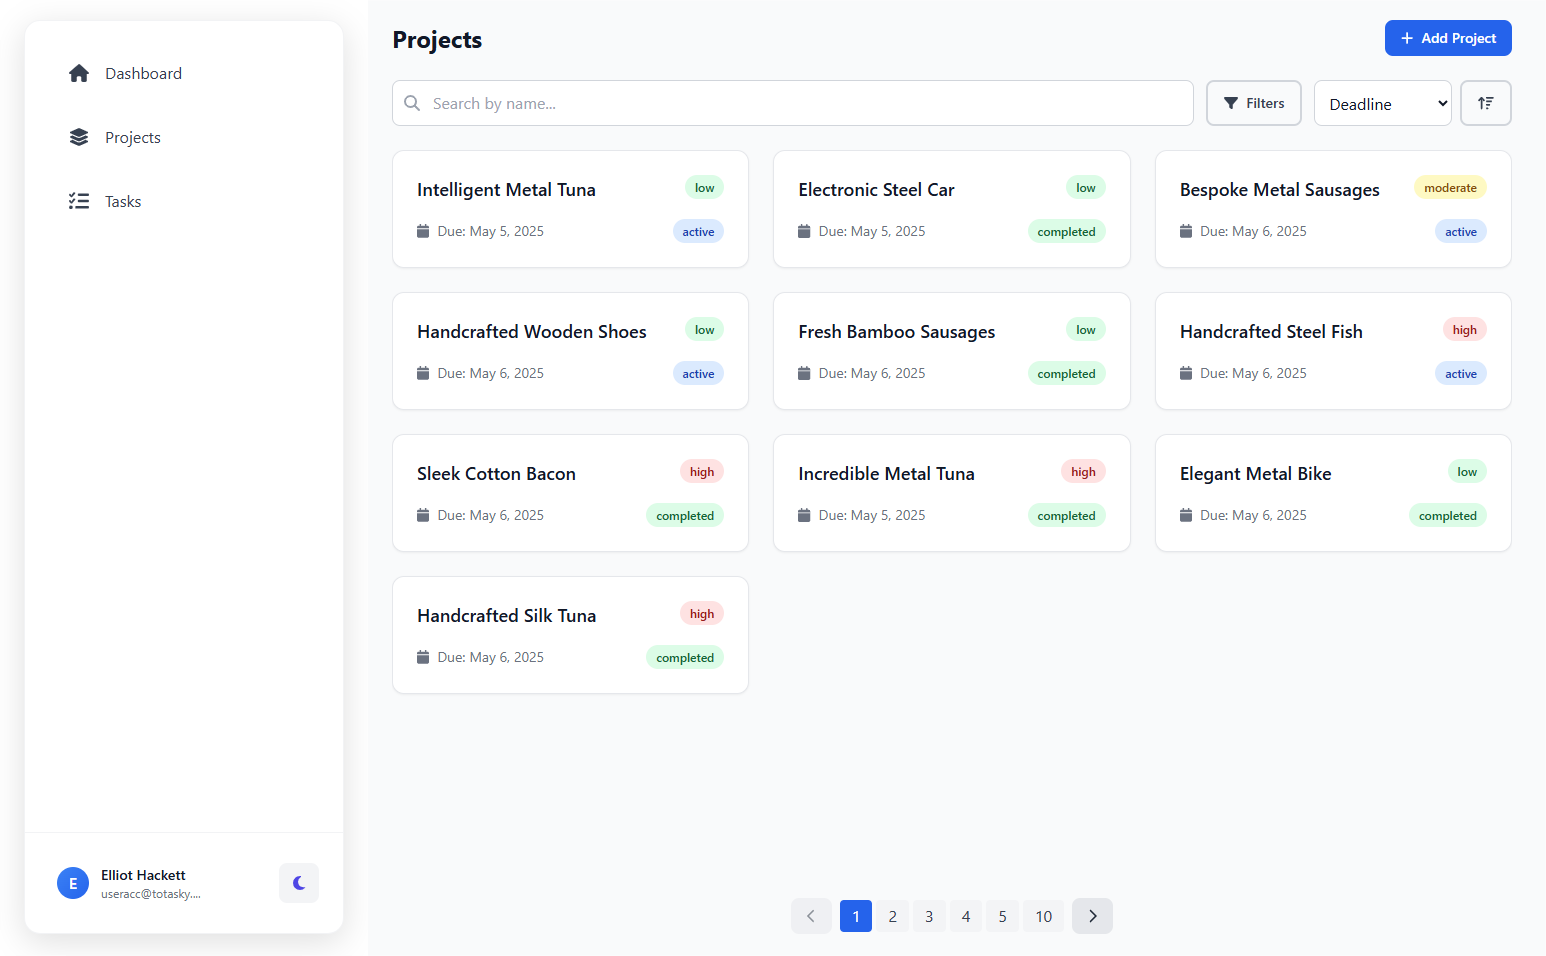 Dashboard
Projects
Tasks
E
Elliot Hackett
useracc@totasky....
Projects
Add Project
Search by name...
Filters
Deadline
Intelligent Metal Tuna
low
Due: May 5, 2025
active
Electronic Steel Car
low
Due: May 5, 2025
completed
Bespoke Metal Sausages
moderate
Due: May 6, 2025
active
Handcrafted Wooden Shoes
low
Due: May 6, 2025
active
Fresh Bamboo Sausages
low
Due: May 6, 2025
completed
Handcrafted Steel Fish
high
Due: May 6, 2025
active
Sleek Cotton Bacon
high
Due: May 6, 2025
completed
Incredible Metal Tuna
high
Due: May 5, 2025
completed
Elegant Metal Bike
low
Due: May 6, 2025
completed
Handcrafted Silk Tuna
high
Due: May 6, 2025
completed
1 2 3 4 5 10